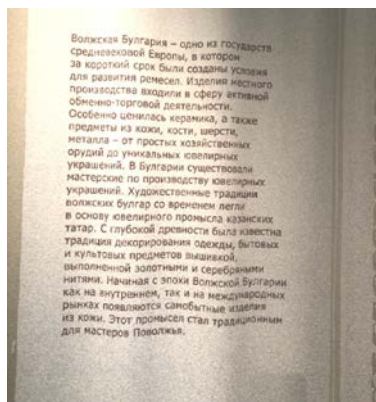 Волжская Булгария – одно из государств
средневековой Европы, в котором
за короткий срок были созданы условия
для развития ремесел. Изделия местного
производства входили в сферу активной
обменно-торговой деятельности.
Особенно ценилась керамика, а также
предметы из кожи, кости, шерсти,
металла – от простых хозяйственных
орудий до уникальных ювелирных
украшений. В Булгарии существовали
мастерские по производству ювелирных
украшений. Художественные традиции
волжских булгар со временем легли
в основу ювелирного промысла казанских
татар. С глубокой древности была известна
традиция декорирования одежды, бытовых
и культовых предметов вышивкой,
выполненной золотными и серебряными
нитями. Начиная с эпохи Волжской Булгарии
как на внутреннем, так и на международных
рынках появляются самобытные изделия
из кожи. Этот промысел стал традиционным
для мастеров Поволжья.